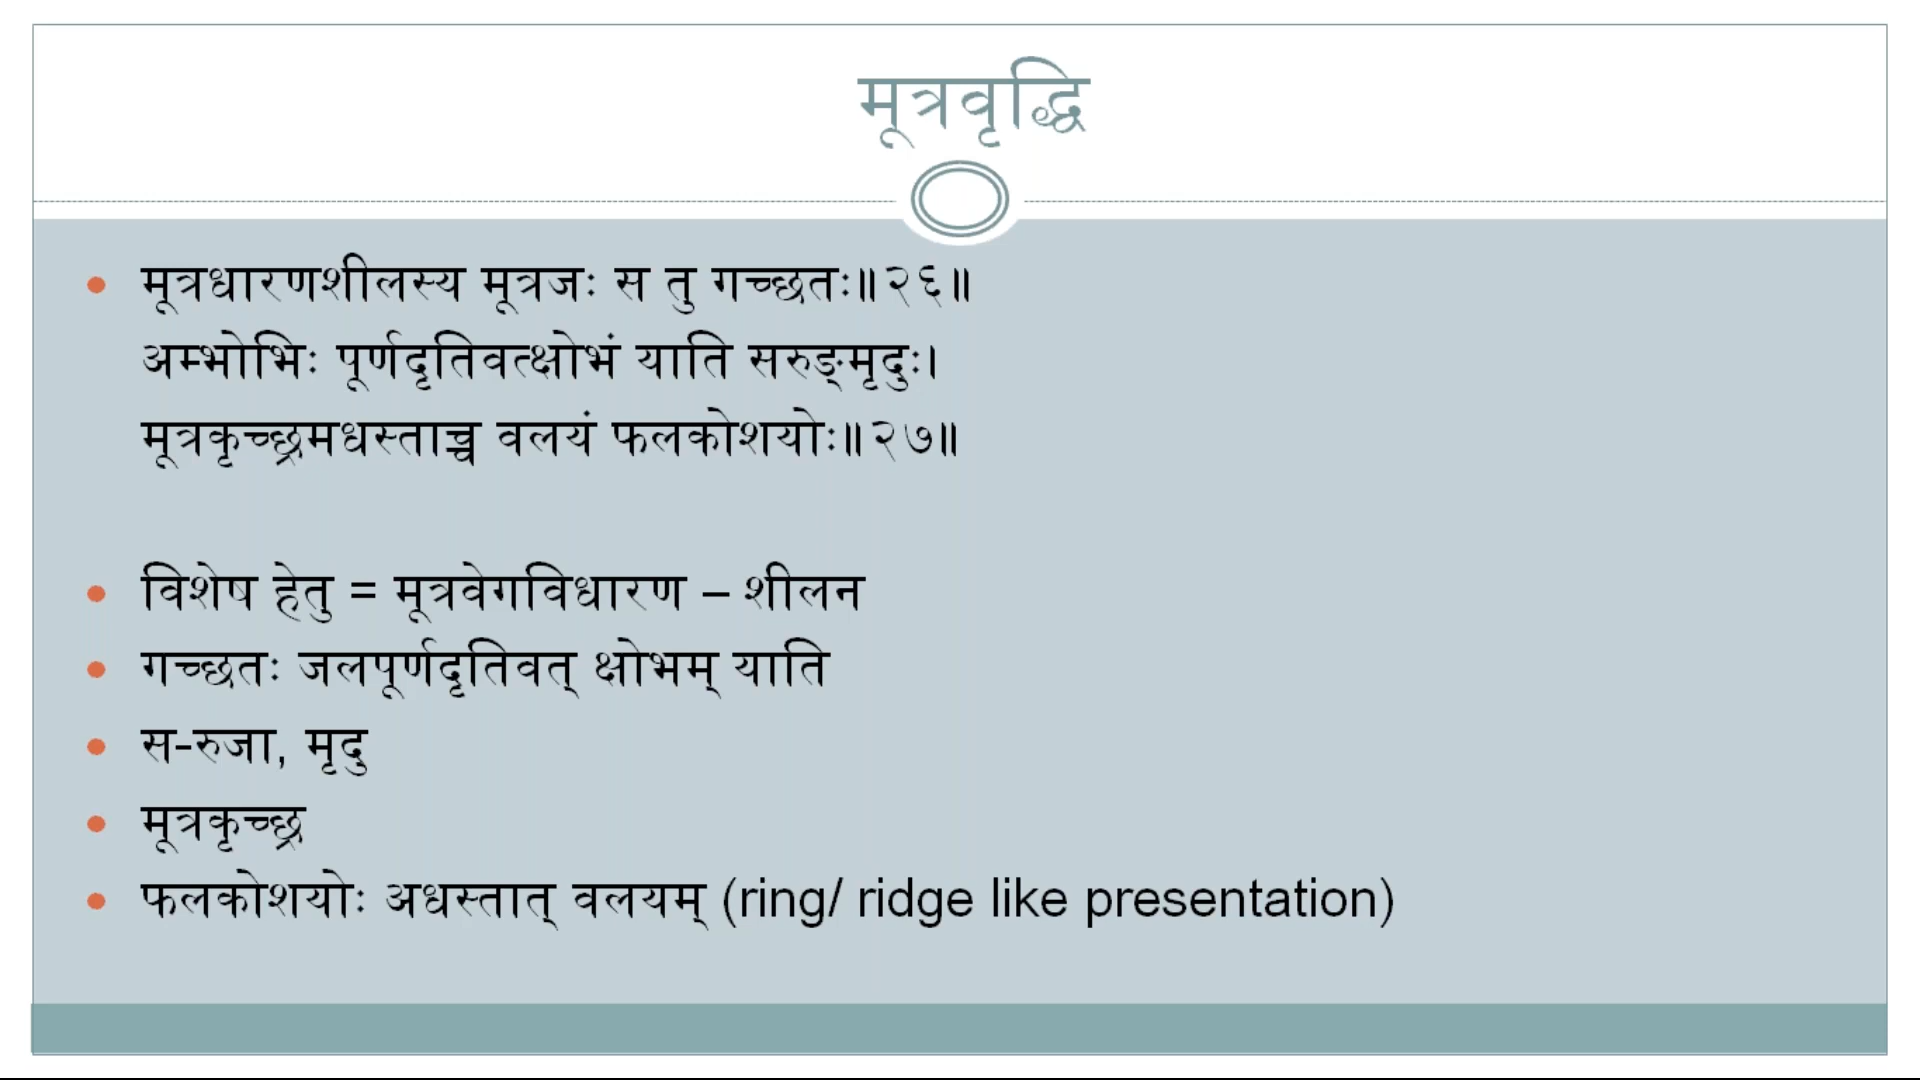 मूत्रवृद्धि
मूत्रधारणशीलस्य मूत्रजः स तु गच्छतः॥२६॥
अम्भोभिः पूर्णदृतिवत्क्षोभं याति सरुङ्मृदुः।
मूत्रकृच्छ्रमधस्ताच्च वलयं फलकोशयोः॥२७॥
विशेष हेतु = मूत्रवेगविधारण – शीलन
गच्छतः जलपूर्णदृतिवत् क्षोभम् याति
स-रुजा, मृदु
मूत्रकृच्छ्र
फलकोशयोः अधस्तात् वलयम् (ring/ ridge like presentation)